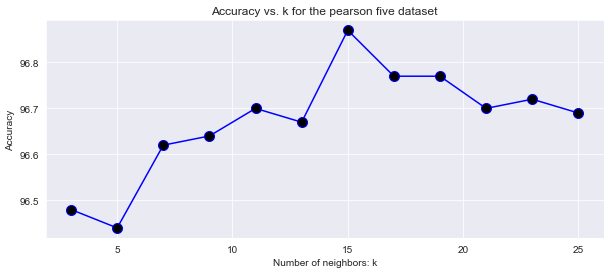 Accuracy vs. k for the pearson five dataset
Accuracy
96.8
96.7
96.6
96.5
5 10 15 20 25
Number of neighbors: k